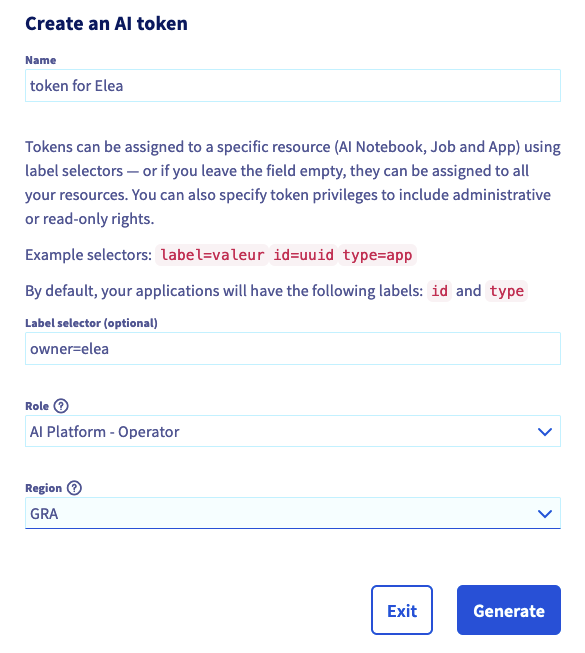 Create an AI token
Name
token for Elea
Tokens can be assigned to a specific resource (AI Notebook, Job and App) using
label selectors — or if you leave the field empty, they can be assigned to all
your resources. You can also specify token privileges to include administrative
or read-only rights.
Example selectors: label=valeur id=uuid type=app
By default, your applications will have the following labels: id and type
Label selector (optional)
owner=elea
Role ?
AI Platform - Operator
Region ?
GRA
Exit Generate